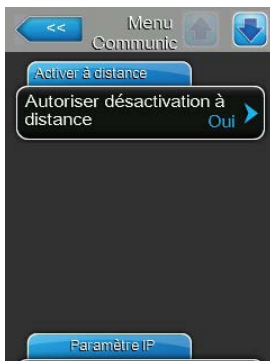 <<
Menu
Communic
Activer à distance
Autoriser désactivation à
distance
Oui
Paramètre IP